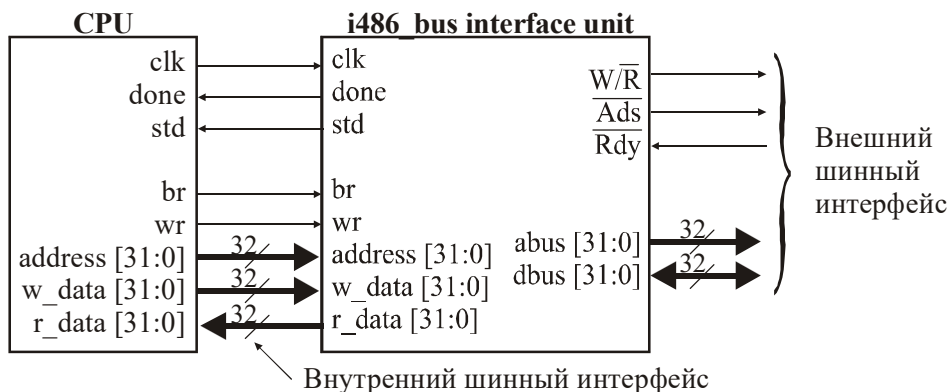 CPU
i486_bus interface unit
clk
done
std
br
wr
address [31:0]
w_data [31:0]
r_data [31:0]
32
32
32
clk
done
std
br
wr
address [31:0]
w_data [31:0]
r_data [31:0]
W/R̅
A̅d̅s̅
R̅d̅y̅
abus [31:0]
dbus [31:0]
32
32
Внешний
шинный
интерфейс
Внутренний шинный интерфейс